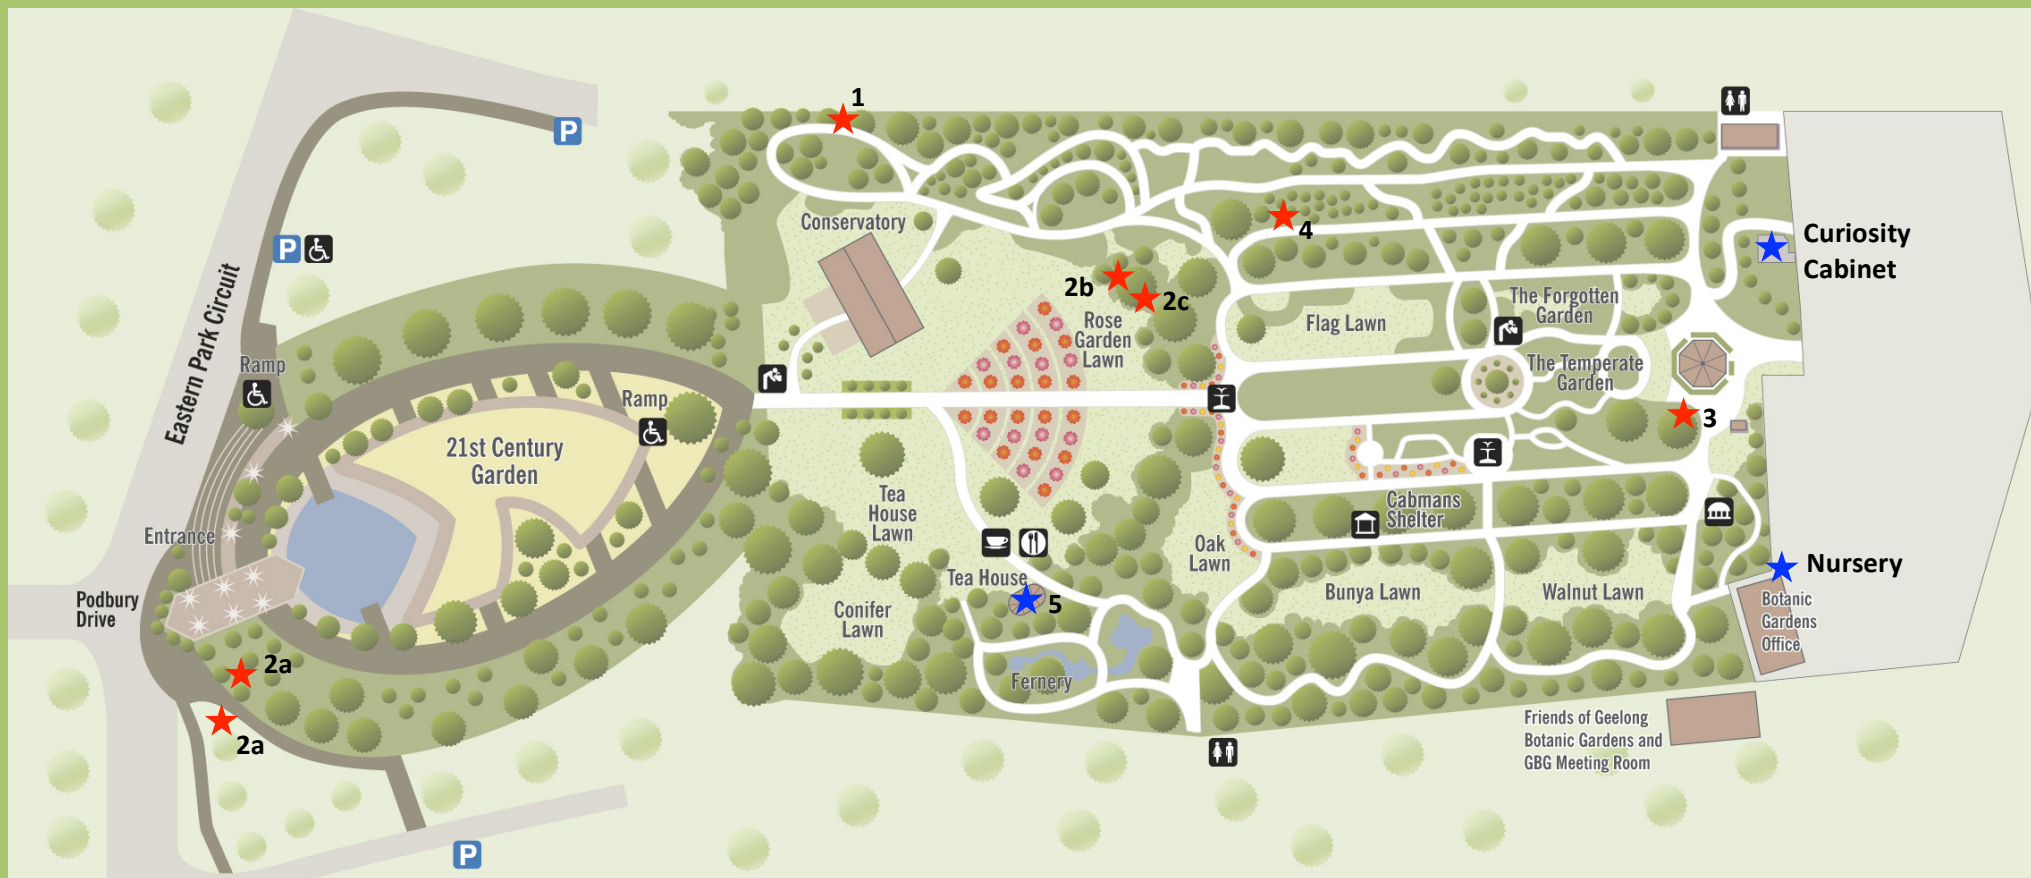 1
P
Conservatory
4
Curiosity
Cabinet
P
2b
2c
Rose
Garden
Lawn
Flag Lawn
The Forgotten
Garden
Eastern Park Circuit
Ramp
The Temperate
Garden
Ramp
3
21st Century
Garden
Tea
House
Lawn
Cabmans
Shelter
Entrance
Oak
Lawn
Tea House
5
Bunya Lawn
Walnut Lawn
Nursery
Podbury
Drive
Conifer
Lawn
Botanic
Gardens
Office
2a
Fernery
2a
Friends of Geelong
Botanic Gardens and
GBG Meeting Room
P